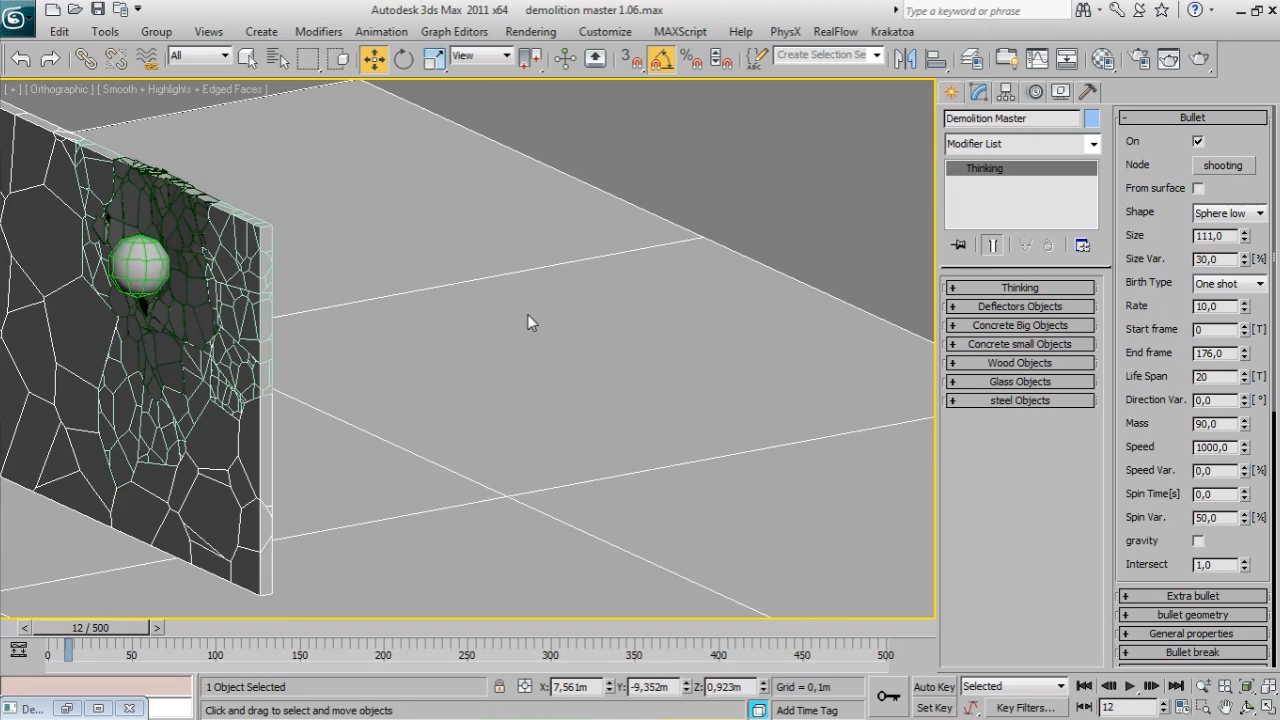 Autodesk 3ds Max 2011 x64 demolition master 1.06.max
Type a keyword or phrase
Edit Tools Group Views Create Modifiers Animation Graph Editors Rendering Customize MAXScript Help PhysX RealFlow Krakatoa
All
View
3
Create Selection Se
[ + ] [ Orthographic ] [ Smooth + Highlights + Edged Faces ]
Demolition Master
Modifier List
Thinking
+ Thinking
+ Deflectors Objects
+ Concrete Big Objects
+ Concrete small Objects
+ Wood Objects
+ Glass Objects
+ steel Objects
- Bullet
On
Node shooting
From surface
Shape Sphere low
Size 111,0
Size Var. 30,0 [%]
Birth Type One shot
Rate 10,0
Start frame 0 [T]
End frame 176,0
Life Span 20 [T]
Direction Var. 0,0 [°]
Mass 90,0
Speed 1000,0
Speed Var. 0,0 [%]
Spin Time[s] 0,0
Spin Var. 50,0 [%]
gravity
Intersect 1,0
+ Extra bullet
+ bullet geometry
+ General properties
+ Bullet break
< 12 / 500 >
0 50 100 150 200 250 300 350 400 450 500
1 Object Selected X: 7,561m Y: -9,352m Z: 0,923m Grid = 0,1m Auto Key Selected
De... Click and drag to select and move objects Add Time Tag Set Key Key Filters... 12